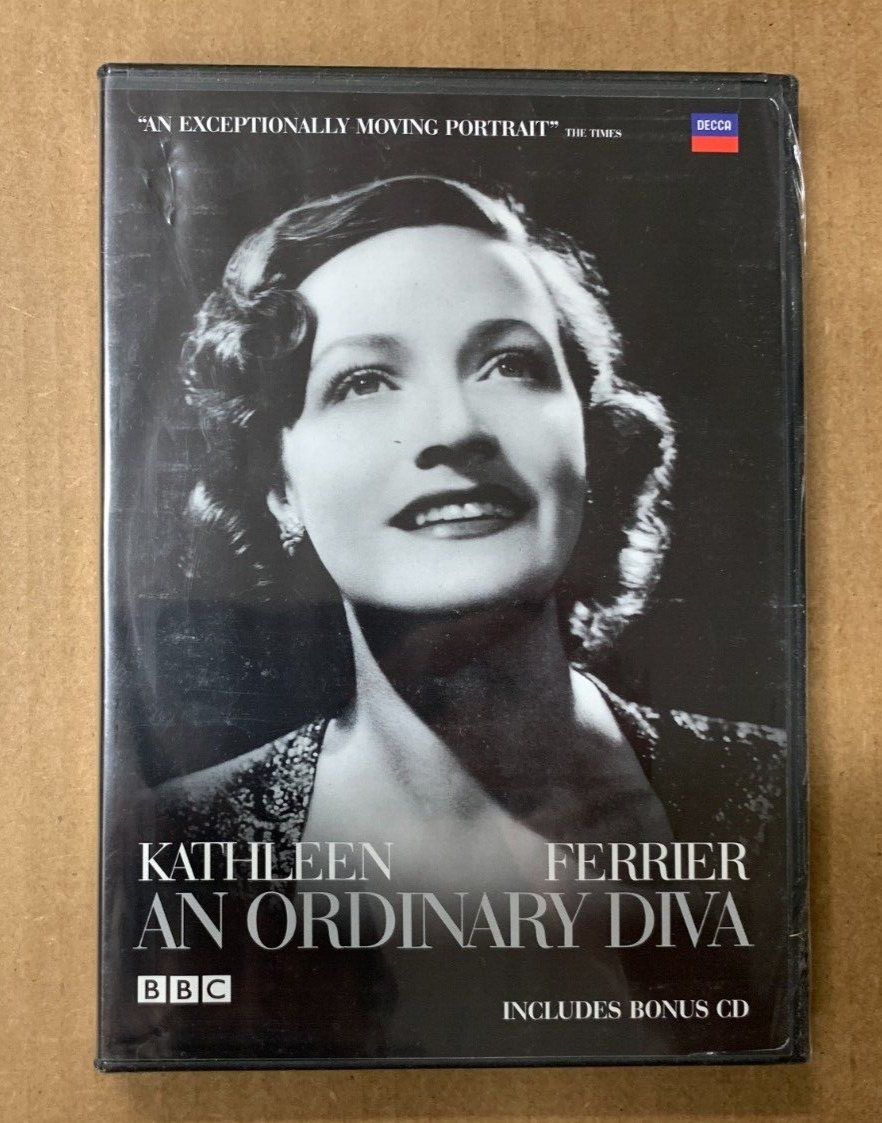 “AN EXCEPTIONALLY MOVING PORTRAIT” THE TIMES
DECCA
KATHLEEN FERRIER
AN ORDINARY DIVA
BBC
INCLUDES BONUS CD